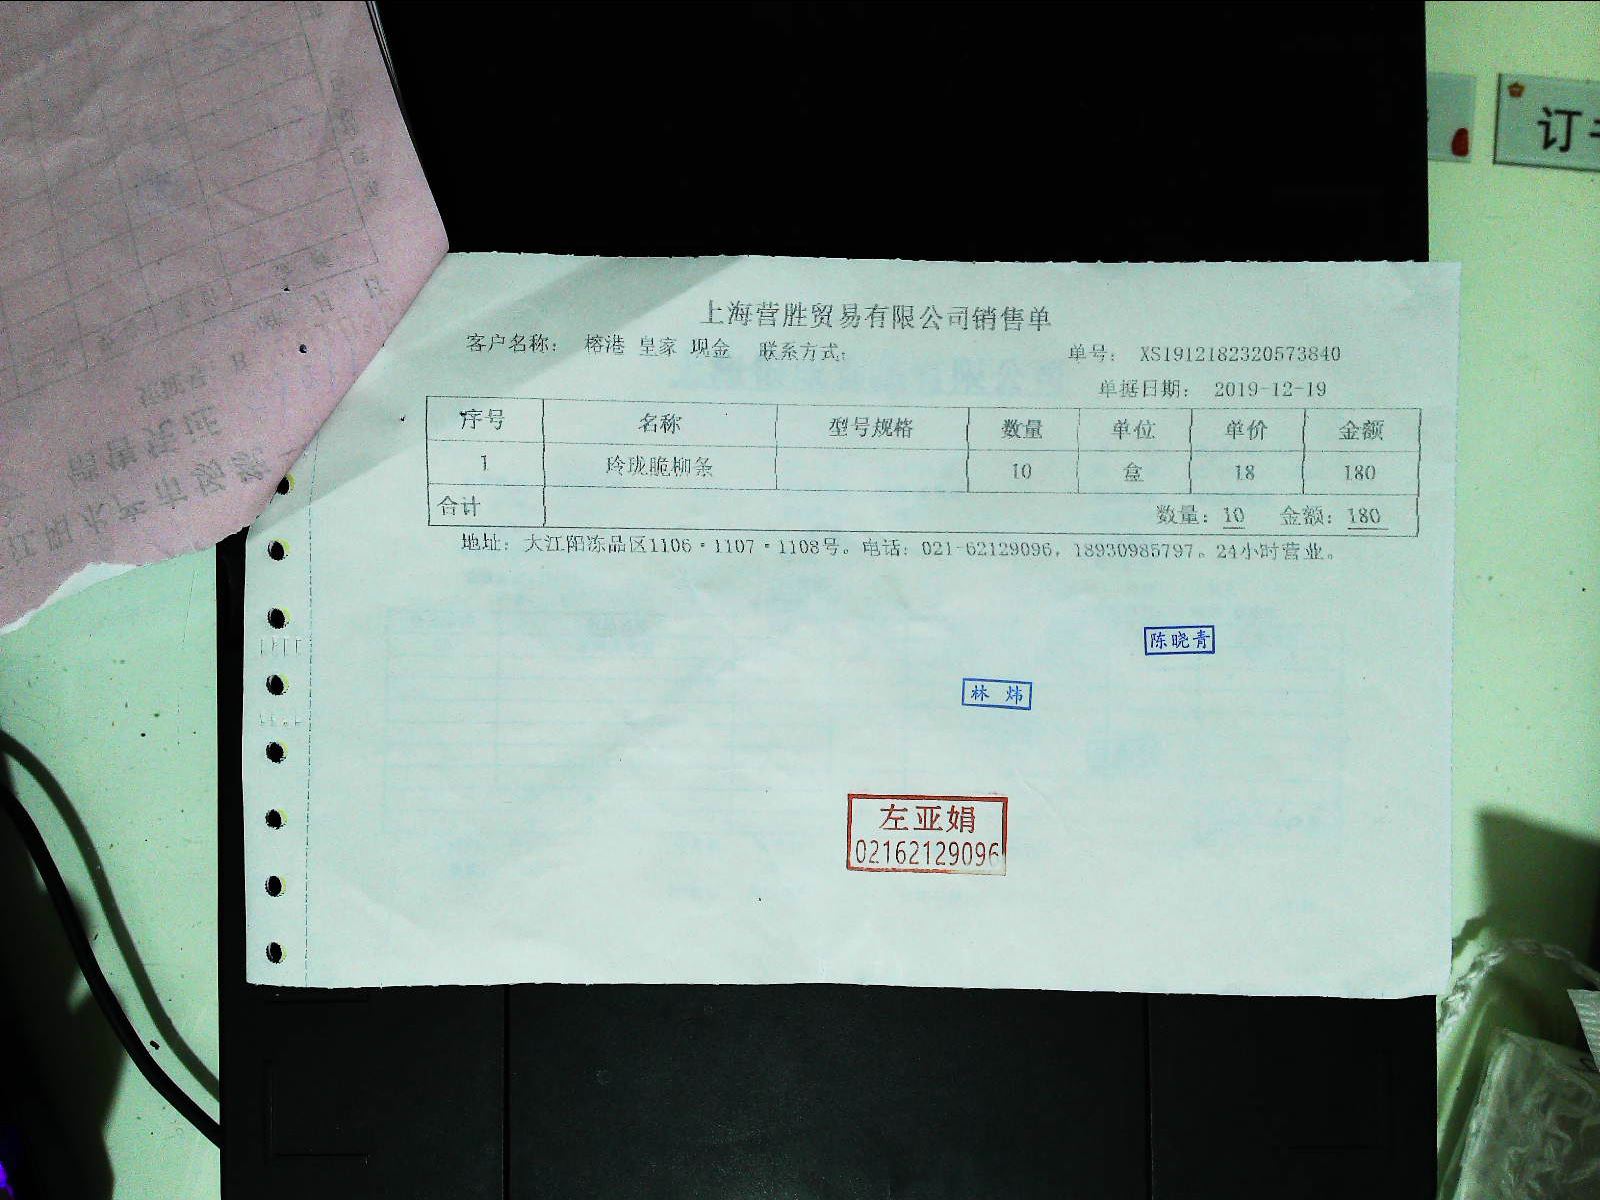 订
上海营胜贸易有限公司销售单
客户名称： 榕港 皇家 现金 联系方式： 单号： XS1912182320573840
单据日期： 2019-12-19
序号 名称 型号规格 数量 单位 单价 金额
1 玲珑脆柳条 10 盒 18 180
合计 数量：10 金额：180
地址：大江阳冻品区1106·1107·1108号。电话：021-62129096，18930985797。24小时营业。
陈晓青
林 炜
左亚娟
02162129096